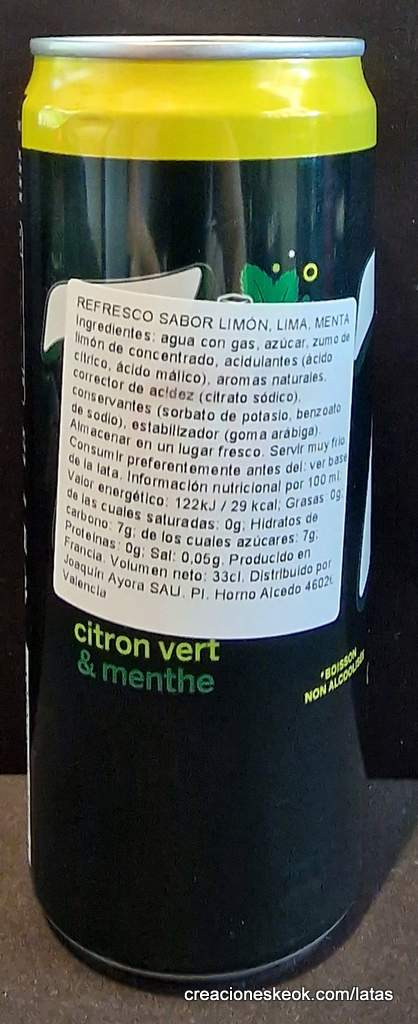 REFRESCO SABOR LIMÓN, LIMA, MENTA
Ingredientes: agua con gas, azúcar, zumo de
limón de concentrado, acidulantes (ácido
cítrico, ácido málico), aromas naturales,
corrector de acidez (citrato sódico),
conservantes (sorbato de potasio, benzoato
de sodio), estabilizador (goma arábiga).
Almacenar en un lugar fresco. Servir muy frío.
Consumir preferentemente antes del: ver base
de la lata. Información nutricional por 100 ml:
Valor energético: 122kJ / 29 kcal; Grasas: 0g;
de las cuales saturadas: 0g; Hidratos de
carbono: 7g; de los cuales azúcares: 7g;
Proteínas: 0g; Sal: 0,05g. Producido en
Francia. Volumen neto: 33cl. Distribuido por
Joaquín Ayora SAU. Pl. Horno Alcedo
Valencia
citron vert
& menthe
*BOISSON
NON ALCOOLISÉE
creacioneskeok.com/latas